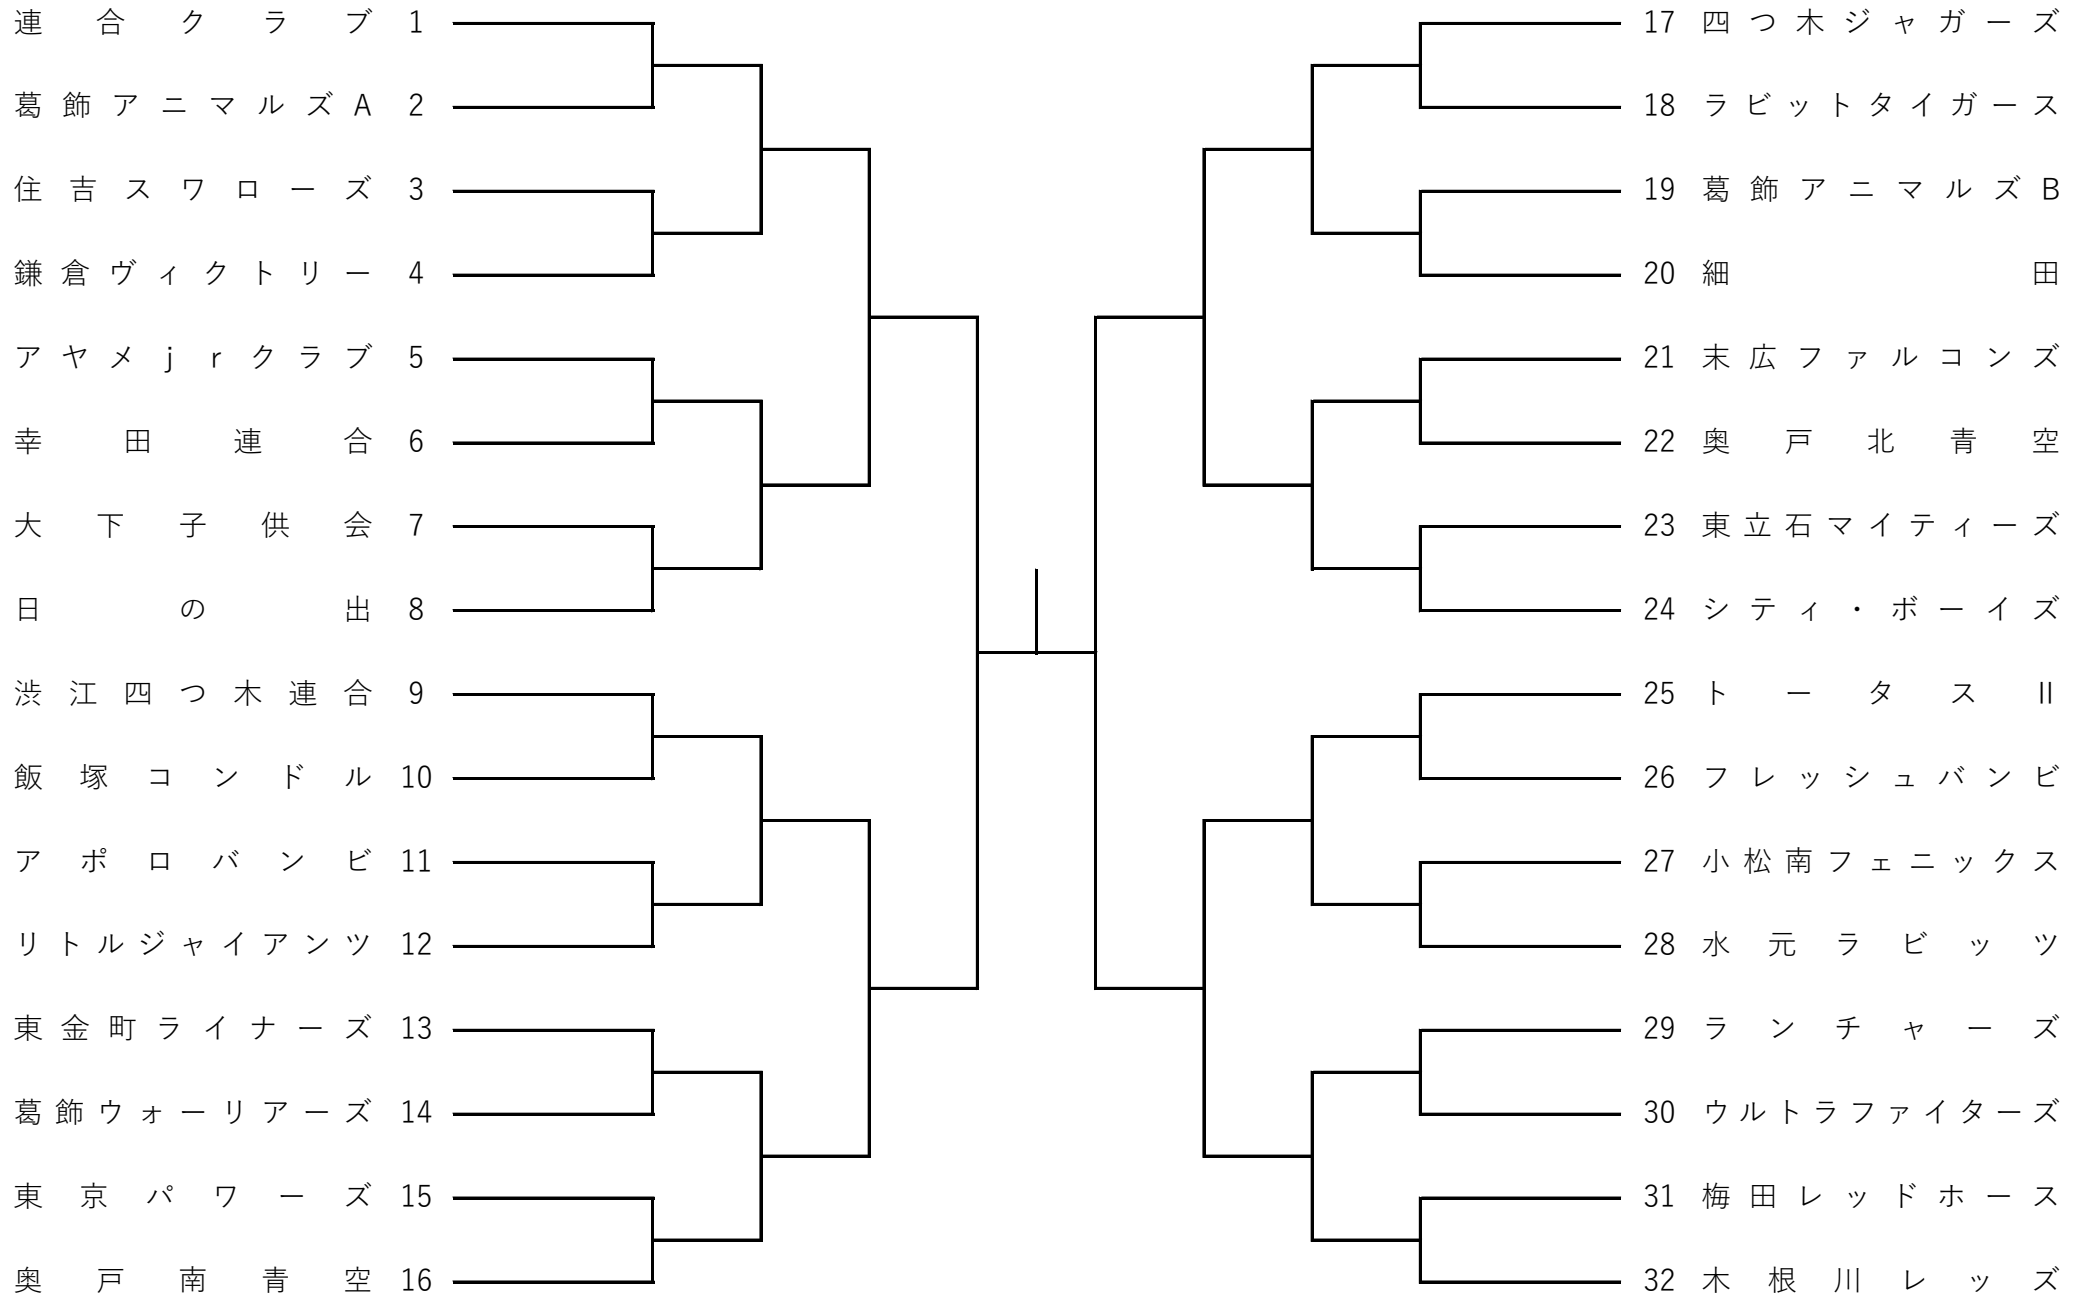 連合クラブ 1
葛飾アニマルズA 2
住吉スワローズ 3
鎌倉ヴィクトリー 4
アヤメjrクラブ 5
幸田連合 6
大下子供会 7
日の出 8
渋江四つ木連合 9
飯塚コンドル 10
アポロバンビ 11
リトルジャイアンツ 12
東金町ライナーズ 13
葛飾ウォーリアーズ 14
東京パワーズ 15
奥戸南青空 16
17 四つ木ジャガーズ
18 ラビットタイガース
19 葛飾アニマルズB
20 細田
21 末広ファルコンズ
22 奥戸北青空
23 東立石マイティーズ
24 シティ・ボーイズ
25 トータスⅡ
26 フレッシュバンビ
27 小松南フェニックス
28 水元ラビッツ
29 ランチャーズ
30 ウルトラファイターズ
31 梅田レッドホース
32 木根川レッズ